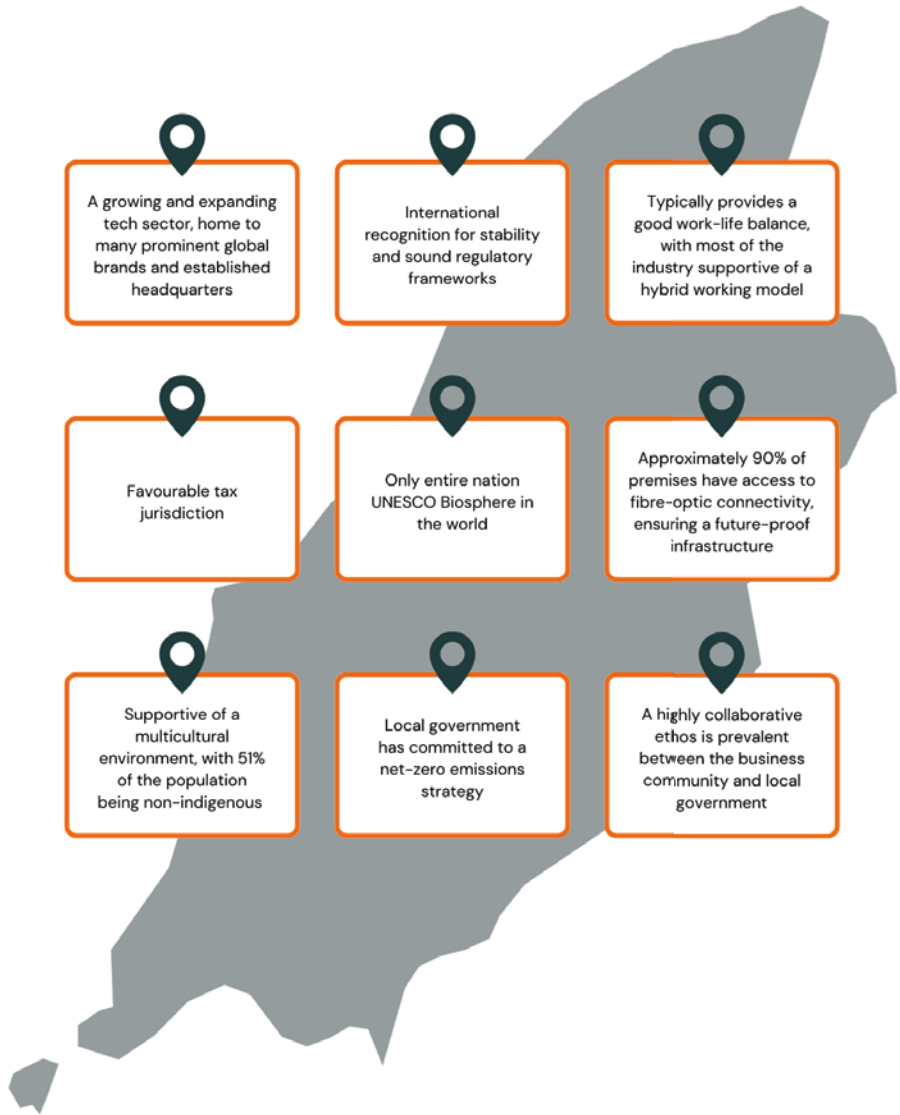 A growing and expanding
tech sector, home to
many prominent global
brands and established
headquarters
International
recognition for stability
and sound regulatory
frameworks
Typically provides a
good work-life balance,
with most of the
industry supportive of a
hybrid working model
Favourable tax
jurisdiction
Only entire nation
UNESCO Biosphere in
the world
Approximately 90% of
premises have access to
fibre-optic connectivity,
ensuring a future-proof
infrastructure
Supportive of a
multicultural
environment, with 51%
of the population
being non-indigenous
Local government
has committed to a
net-zero emissions
strategy
A highly collaborative
ethos is prevalent
between the business
community and local
government